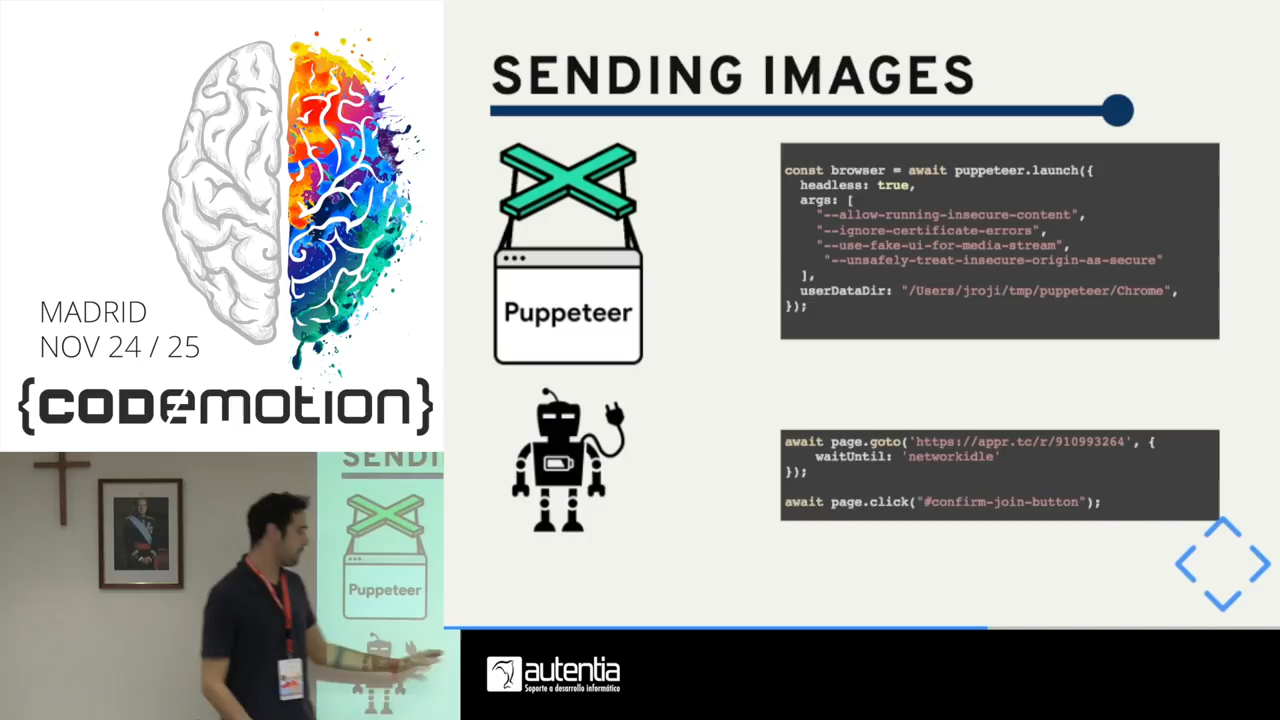 MADRID
NOV 24 / 25
{CODEMOTION}
SENDING IMAGES
Puppeteer
const browser = await puppeteer.launch({
headless: true,
args: [
"--allow-running-insecure-content",
"--ignore-certificate-errors",
"--use-fake-ui-for-media-stream",
"--unsafely-treat-insecure-origin-as-secure"
],
userDataDir: "/Users/jroji/tmp/puppeteer/Chrome",
});
await page.goto('https://appr.tc/r/910993264', {
waitUntil: 'networkidle'
});
await page.click("#confirm-join-button");
SENDI
Puppeteer
autentia
Soporte a desarrollo informático